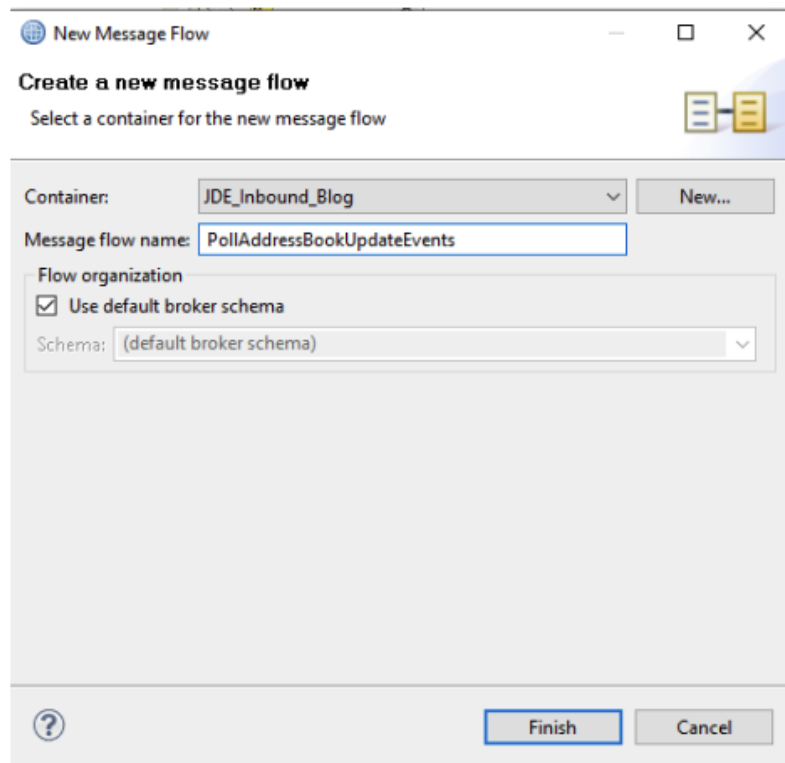 New Message Flow
Create a new message flow
Select a container for the new message flow
Container: JDE_Inbound_Blog New...
Message flow name: PollAddressBookUpdateEvents
Flow organization
Use default broker schema
Schema: (default broker schema)
? Finish Cancel